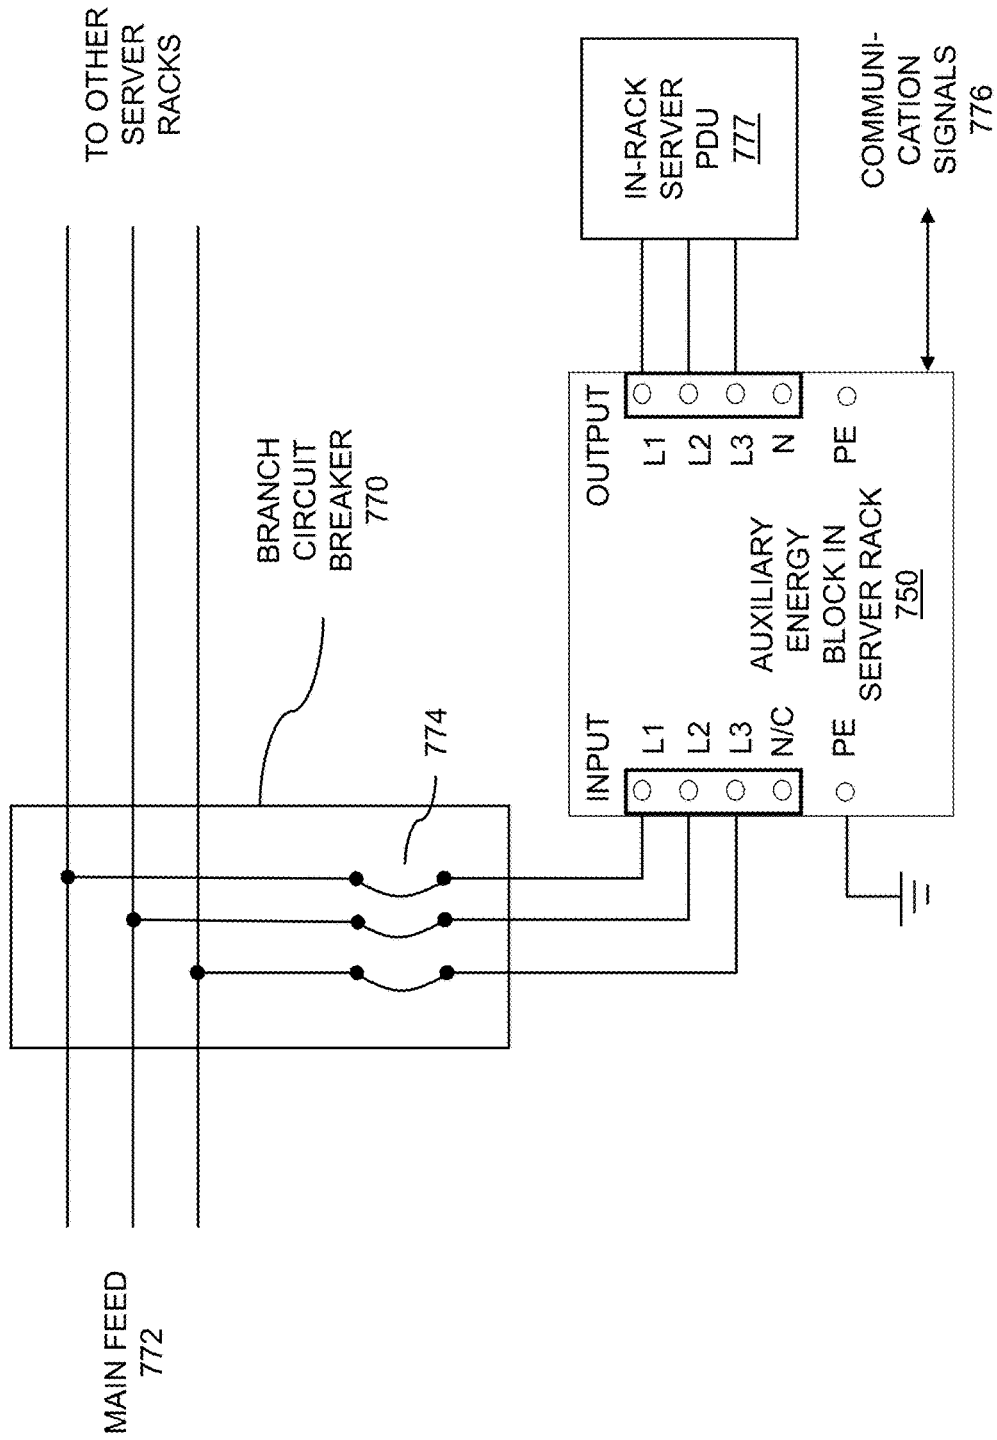 MAIN FEED
772
TO OTHER
SERVER
RACKS
BRANCH
CIRCUIT
BREAKER
770
774
INPUT
L1
L2
L3
N/C
PE
AUXILIARY
ENERGY
BLOCK IN
SERVER RACK
750
OUTPUT
L1
L2
L3
N
PE
IN-RACK
SERVER
PDU
777
COMMUNI-
CATION
SIGNALS
776